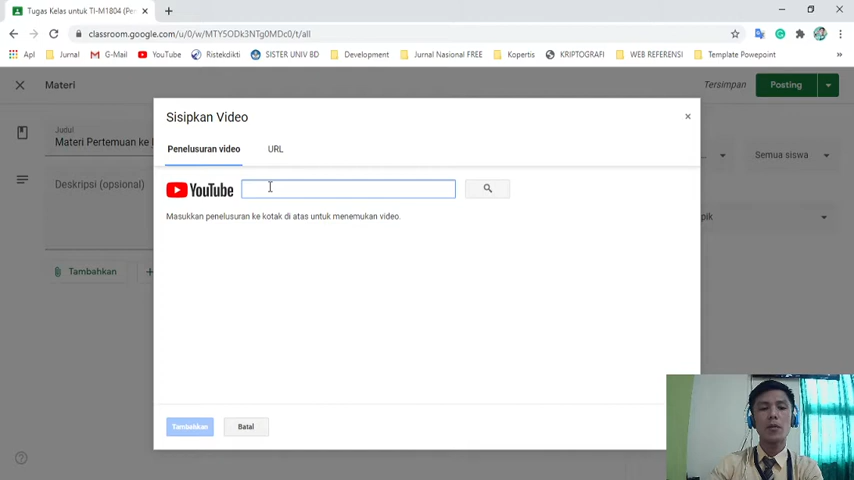 Tugas Kelas untuk TI-M1804 (Per
classroom.google.com/u/0/w/MTY5ODk0MTg0MDc0/t/all
Apl
Jurnal
G-Mail
YouTube
Ristekdikti
SISTER UNIV BD
Development
Jurnal Nasional FREE
Kopertis
KRIPTOGRAFI
WEB REFERENSI
Template Powepoint
Materi
Tersimpan
Posting
Sisipkan Video
Judul
Penelusuran video
URL
Materi Pertemuan ke
Semua siswa
Deskripsi (opsional)
YouTube
Masukkan penelusuran ke kotak di atas untuk menemukan video.
pik
Tambahkan
Tambahkan
Batal